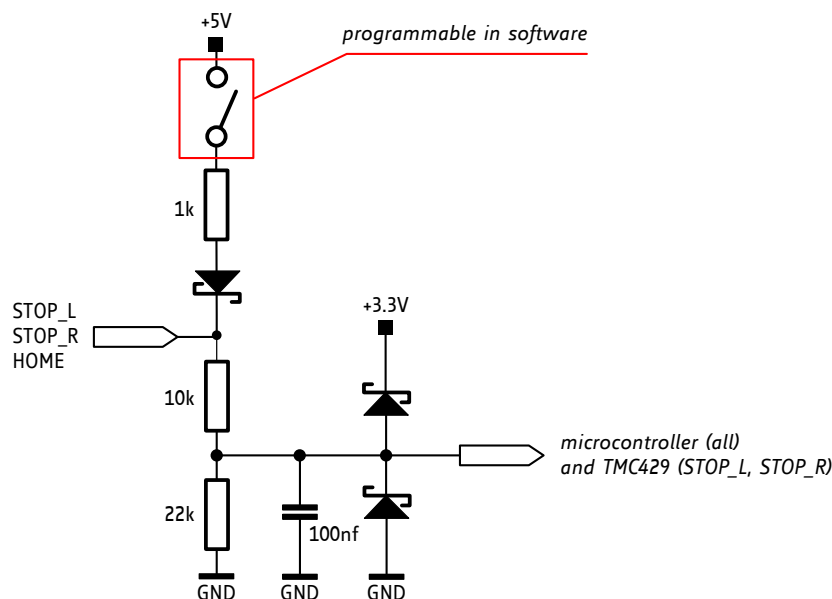 +5V
programmable in software
1k
STOP_L
STOP_R
HOME
+3.3V
10k
microcontroller (all)
and TMC429 (STOP_L, STOP_R)
22k
100nf
GND
GND
GND